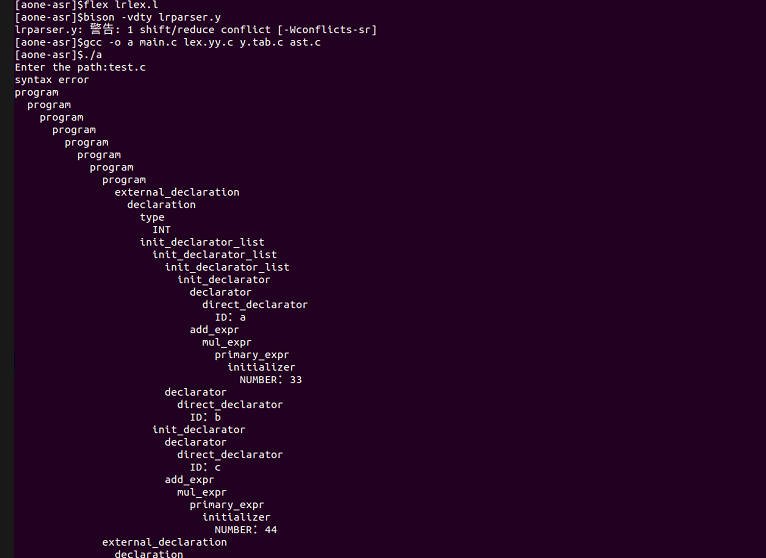 [aone-asr]$flex lrlex.l
[aone-asr]$bison -vdty lrparser.y
lrparser.y: 警告: 1 shift/reduce conflict [-Wconflicts-sr]
[aone-asr]$gcc -o a main.c lex.yy.c y.tab.c ast.c
[aone-asr]$./a
Enter the path:test.c
syntax error
program
  program
    program
      program
        program
          program
            program
              program
                external_declaration
                  declaration
                    type
                      INT
                    init_declarator_list
                      init_declarator_list
                        init_declarator_list
                          init_declarator
                            declarator
                              direct_declarator
                                ID: a
                            add_expr
                              mul_expr
                                primary_expr
                                  initializer
                                    NUMBER: 33
                        declarator
                          direct_declarator
                            ID: b
                      init_declarator
                        declarator
                          direct_declarator
                            ID: c
                        add_expr
                          mul_expr
                            primary_expr
                              initializer
                                NUMBER: 44
              external_declaration
                declaration